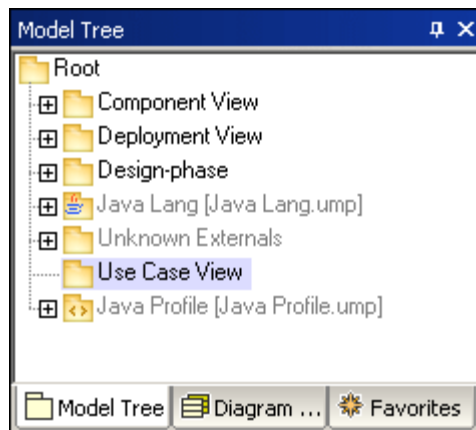 Model Tree
Root
Component View
Deployment View
Design-phase
Java Lang [Java Lang.ump]
Unknown Externals
Use Case View
Java Profile [Java Profile.ump]
Model Tree Diagram ... Favorites